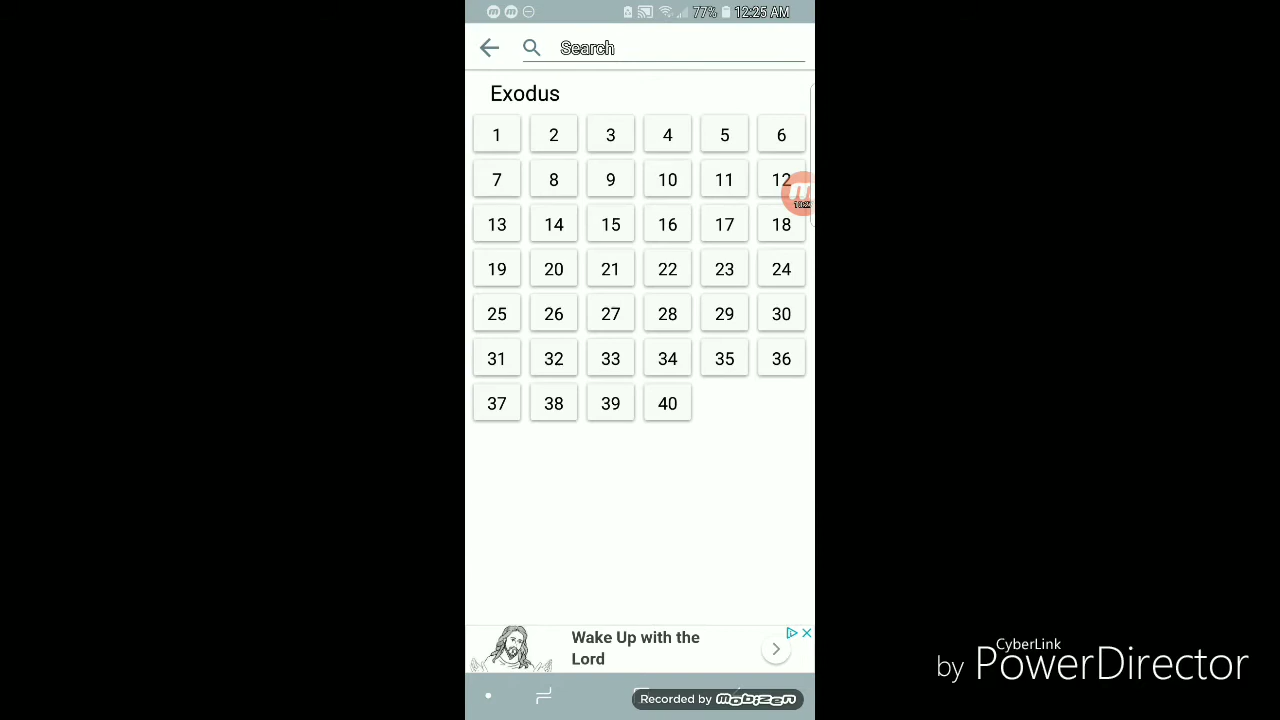 77% 12:25 AM
Search
Exodus
1 2 3 4 5 6
7 8 9 10 11 12
13 14 15 16 17 18
19 20 21 22 23 24
25 26 27 28 29 30
31 32 33 34 35 36
37 38 39 40
Wake Up with the
Lord
Recorded by mobizen
CyberLink
by PowerDirector